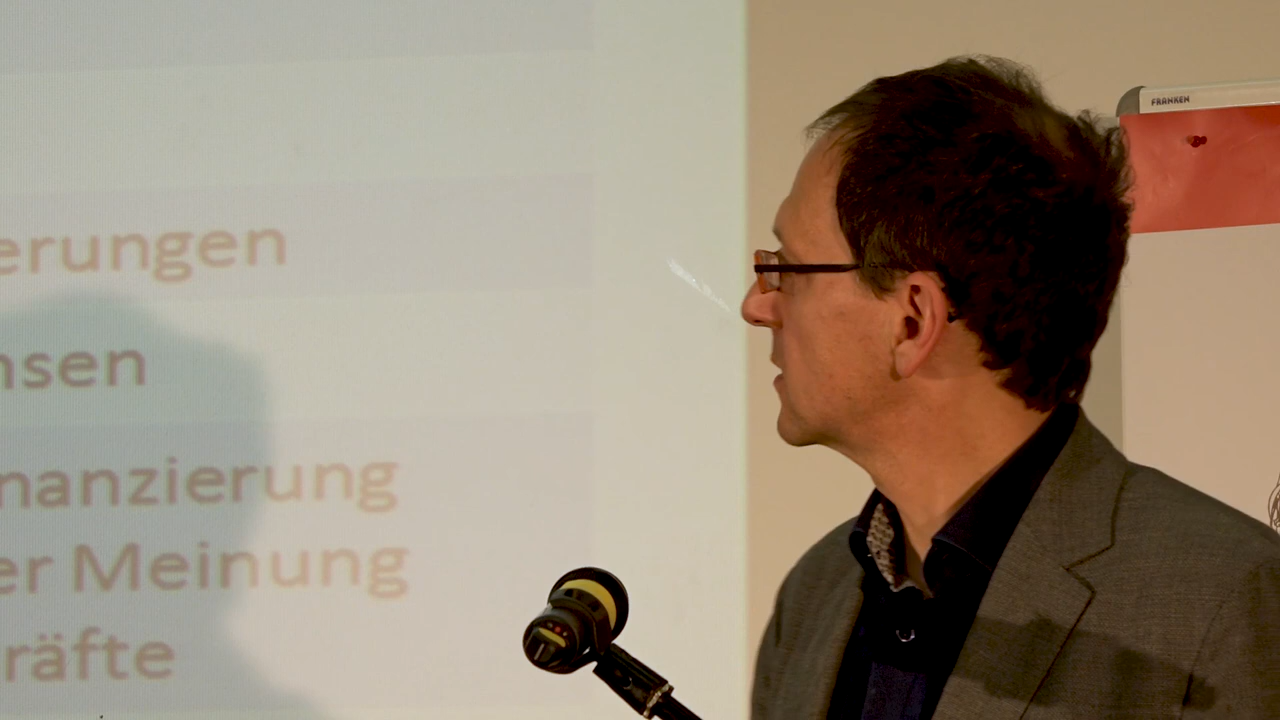 erungen
nsen
nanzierung
er Meinung
räfte
FRANKEN